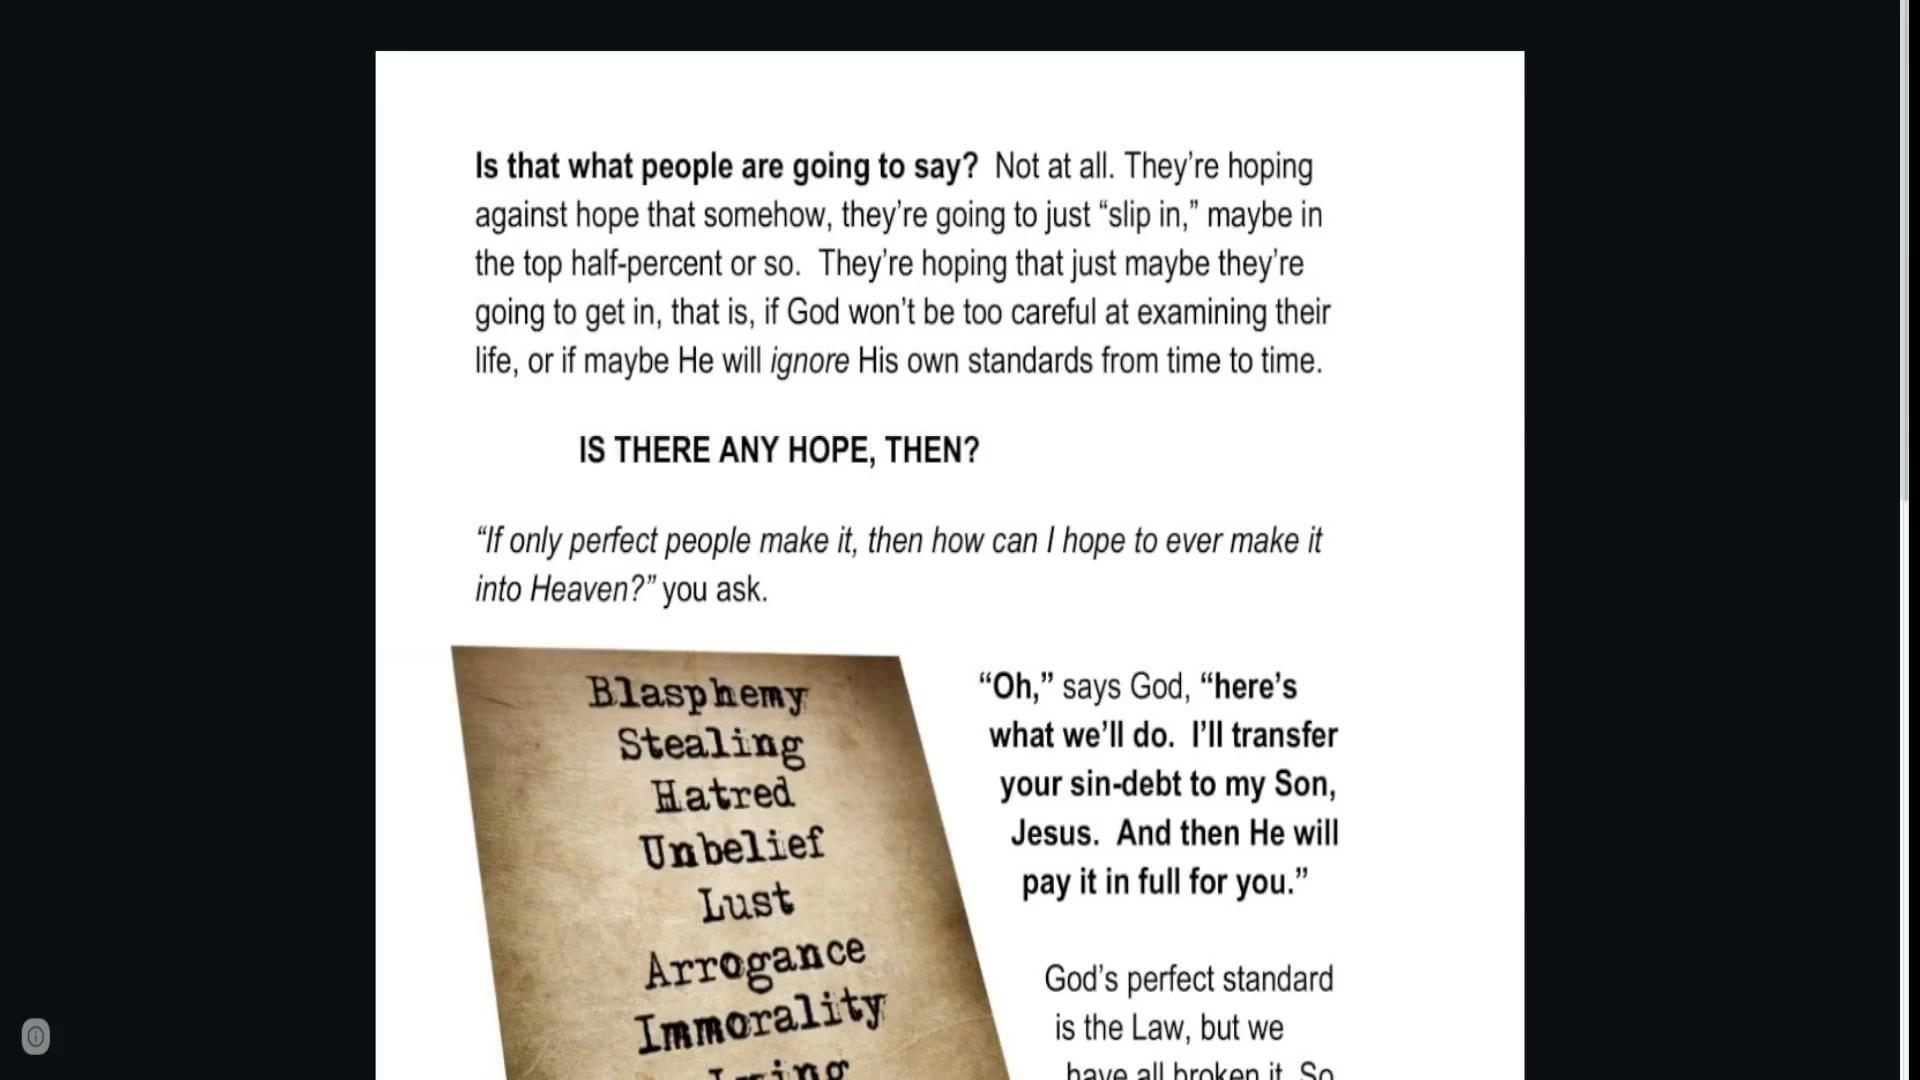 Is that what people are going to say?  Not at all. They’re hoping
against hope that somehow, they’re going to just “slip in,” maybe in
the top half-percent or so.  They’re hoping that just maybe they’re
going to get in, that is, if God won’t be too careful at examining their
life, or if maybe He will ignore His own standards from time to time.
IS THERE ANY HOPE, THEN?
“If only perfect people make it, then how can I hope to ever make it
into Heaven?” you ask.
Blasphemy
Stealing
Hatred
Unbelief
Lust
Arrogance
Immorality
Lying
“Oh,” says God, “here’s
what we’ll do.  I’ll transfer
your sin-debt to my Son,
Jesus.  And then He will
pay it in full for you.”
God’s perfect standard
is the Law, but we
have all broken it. So